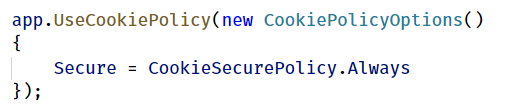 app.UseCookiePolicy(new CookiePolicyOptions()
{
    Secure = CookieSecurePolicy.Always
});